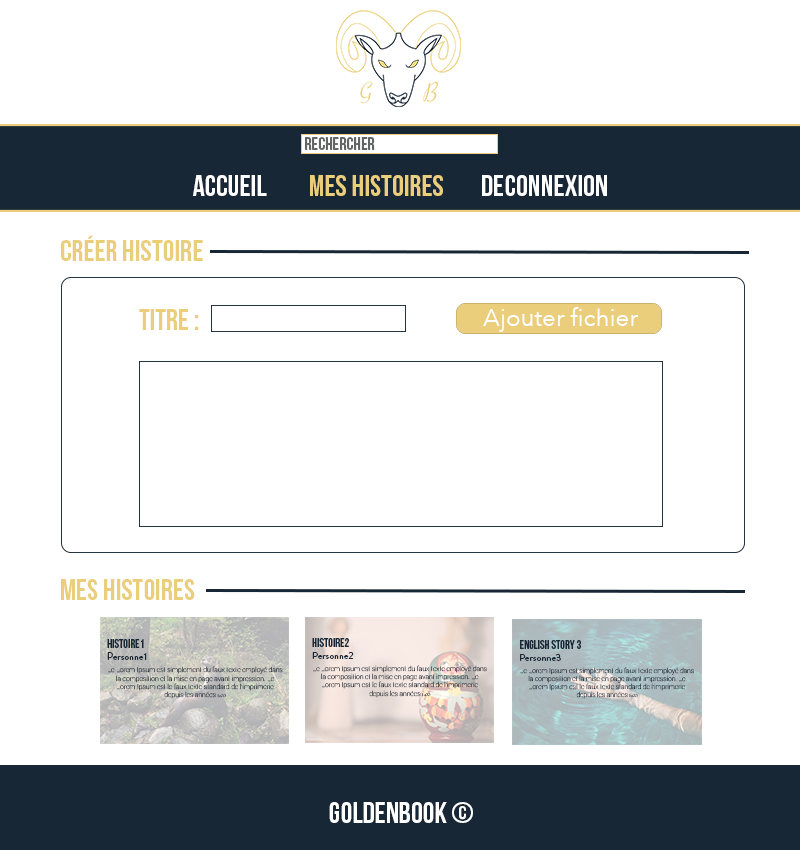 G B
RECHERCHER
ACCUEIL MES HISTOIRES DECONNEXION
CRÉER HISTOIRE
TITRE : Ajouter fichier
MES HISTOIRES
HISTOIRE1
Personne1
Le Lorem Ipsum est simplement du faux texte employé dans
la composition et la mise en page avant impression. Le
Lorem Ipsum est le faux texte standard de l'imprimerie
depuis les années
HISTOIRE2
Personne2
Le Lorem Ipsum est simplement du faux texte employé dans
la composition et la mise en page avant impression. Le
Lorem Ipsum est le faux texte standard de l'imprimerie
depuis les années
ENGLISH STORY 3
Personne3
Le Lorem Ipsum est simplement du faux texte employé dans
la composition et la mise en page avant impression. Le
Lorem Ipsum est le faux texte standard de l'imprimerie
depuis les années
GOLDENBOOK ©